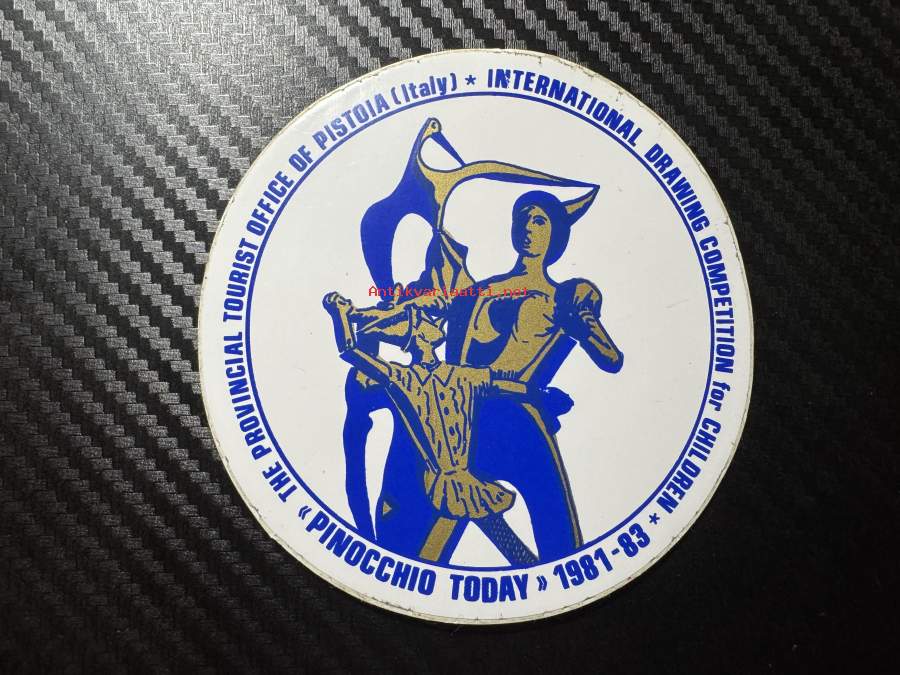 THE PROVINCIAL TOURIST OFFICE OF PISTOIA (Italy) * INTERNATIONAL DRAWING COMPETITION for CHILDREN *
« PINOCCHIO TODAY » 1981-83
Antikvariaatti.net